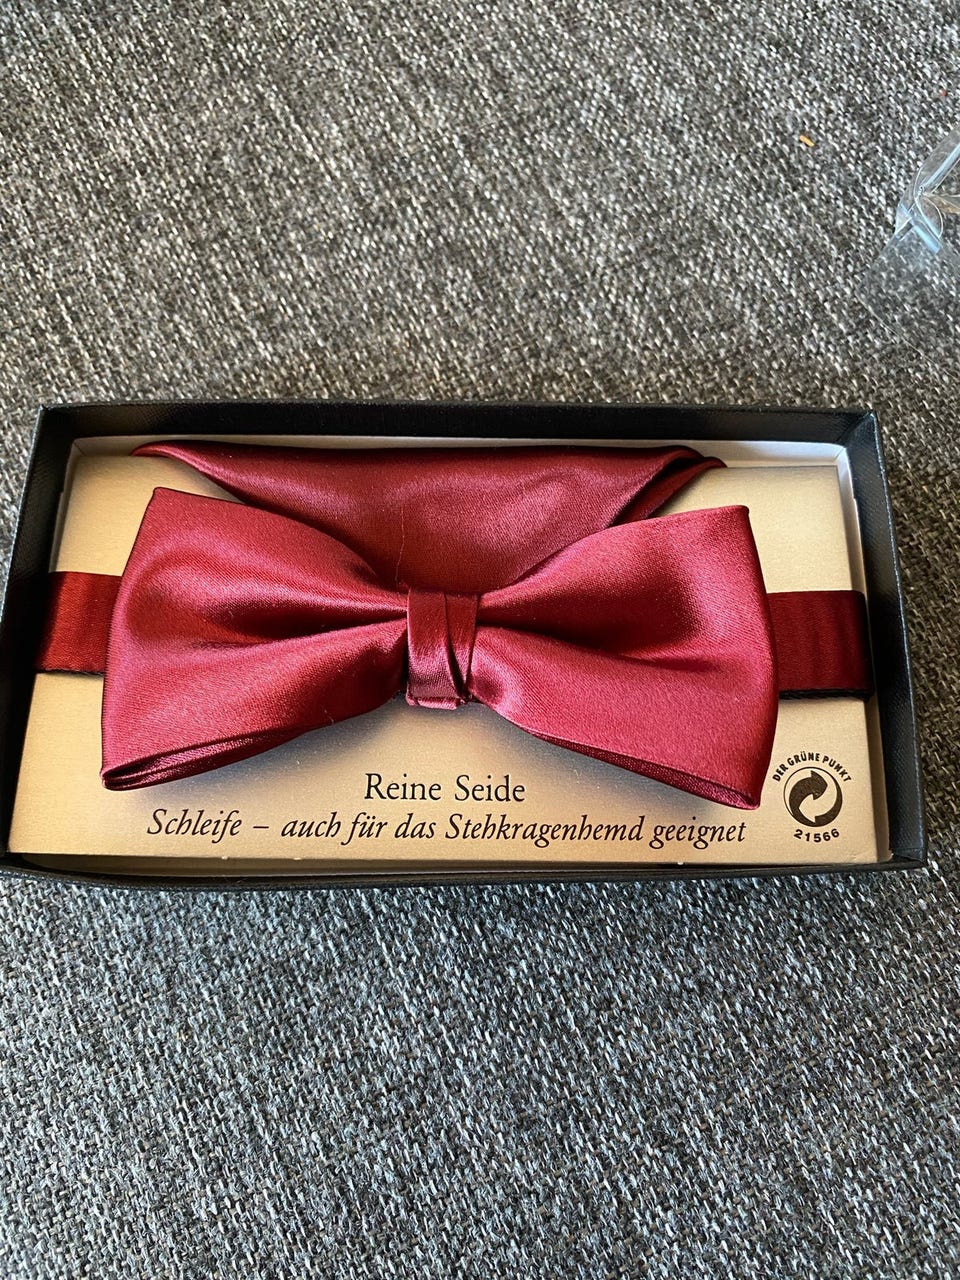 Reine Seide
Schleife – auch für das Stehkragenhemd geeignet
DER GRÜNE PUNKT
21566